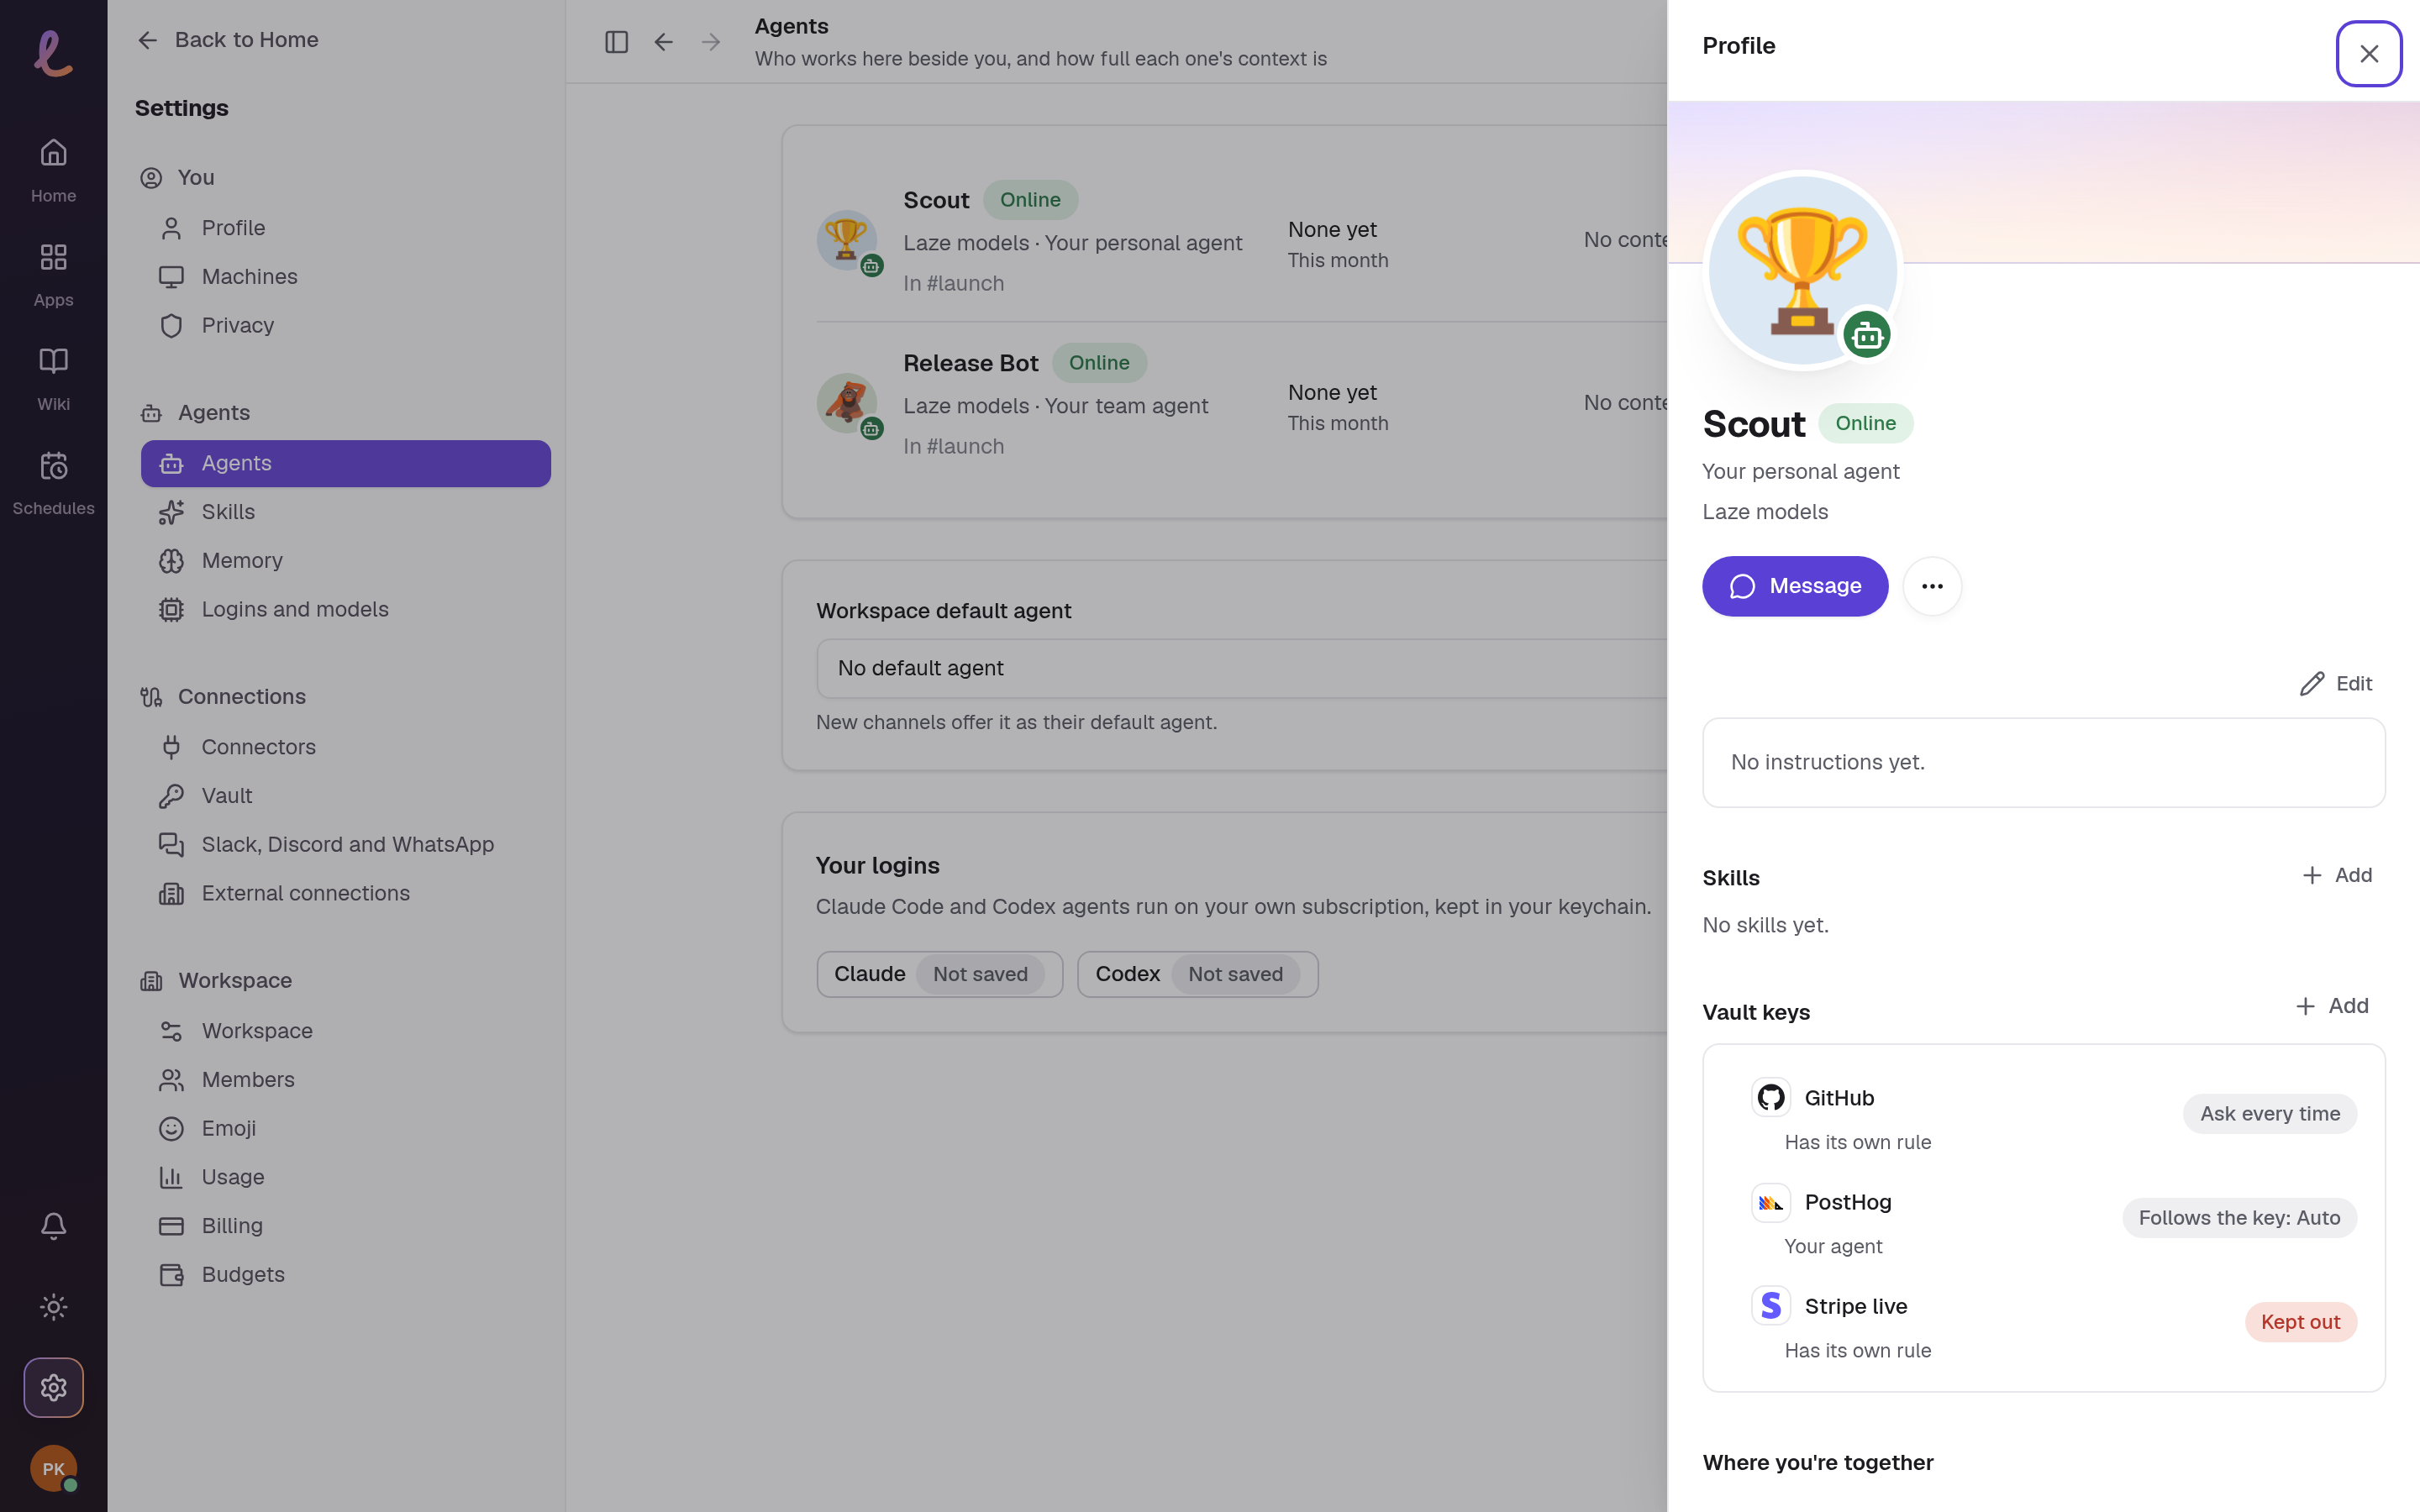 Home
Apps
Wiki
Schedules
PK
Back to Home
Settings
You
Profile
Machines
Privacy
Agents
Agents
Skills
Memory
Logins and models
Connections
Connectors
Vault
Slack, Discord and WhatsApp
External connections
Workspace
Workspace
Members
Emoji
Usage
Billing
Budgets
Agents
Who works here beside you, and how full each one's context is
Scout Online
Laze models · Your personal agent
In #launch
None yet
This month
No conte
Release Bot Online
Laze models · Your team agent
In #launch
None yet
This month
No conte
Workspace default agent
No default agent
New channels offer it as their default agent.
Your logins
Claude Code and Codex agents run on your own subscription, kept in your keychain.
Claude Not saved
Codex Not saved
Profile
Scout Online
Your personal agent
Laze models
Message
Edit
No instructions yet.
Skills
Add
No skills yet.
Vault keys
Add
GitHub
Has its own rule
Ask every time
PostHog
Your agent
Follows the key: Auto
Stripe live
Has its own rule
Kept out
Where you're together